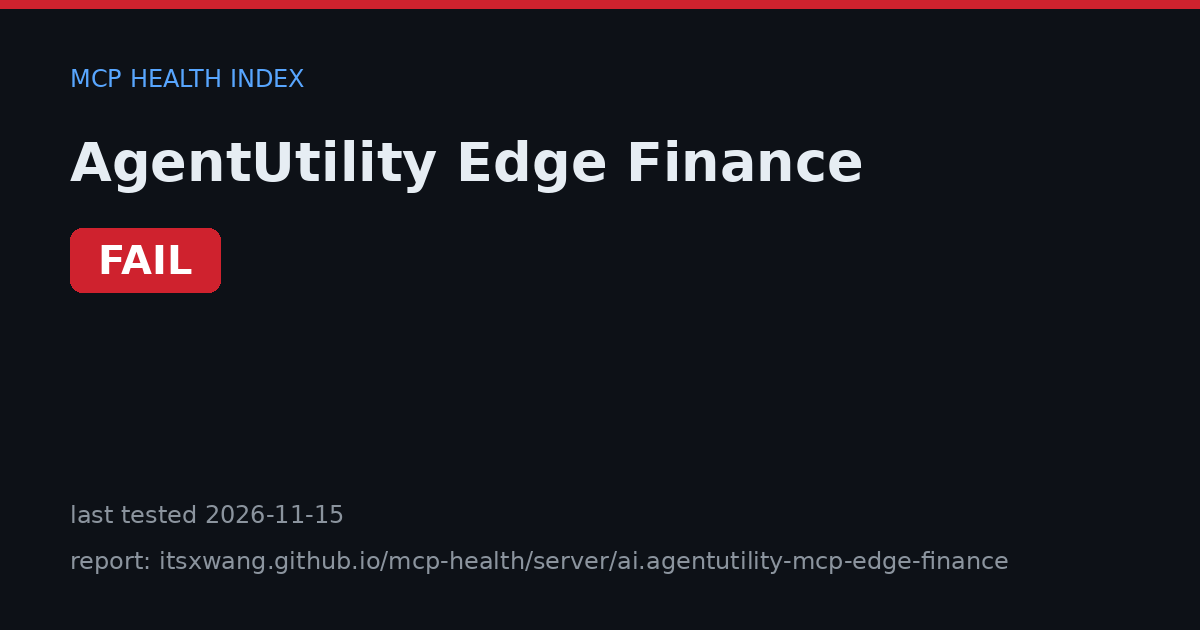 MCP HEALTH INDEX
AgentUtility Edge Finance
FAIL
last tested 2026-11-15
report: itsxwang.github.io/mcp-health/server/ai.agentutility-mcp-edge-finance